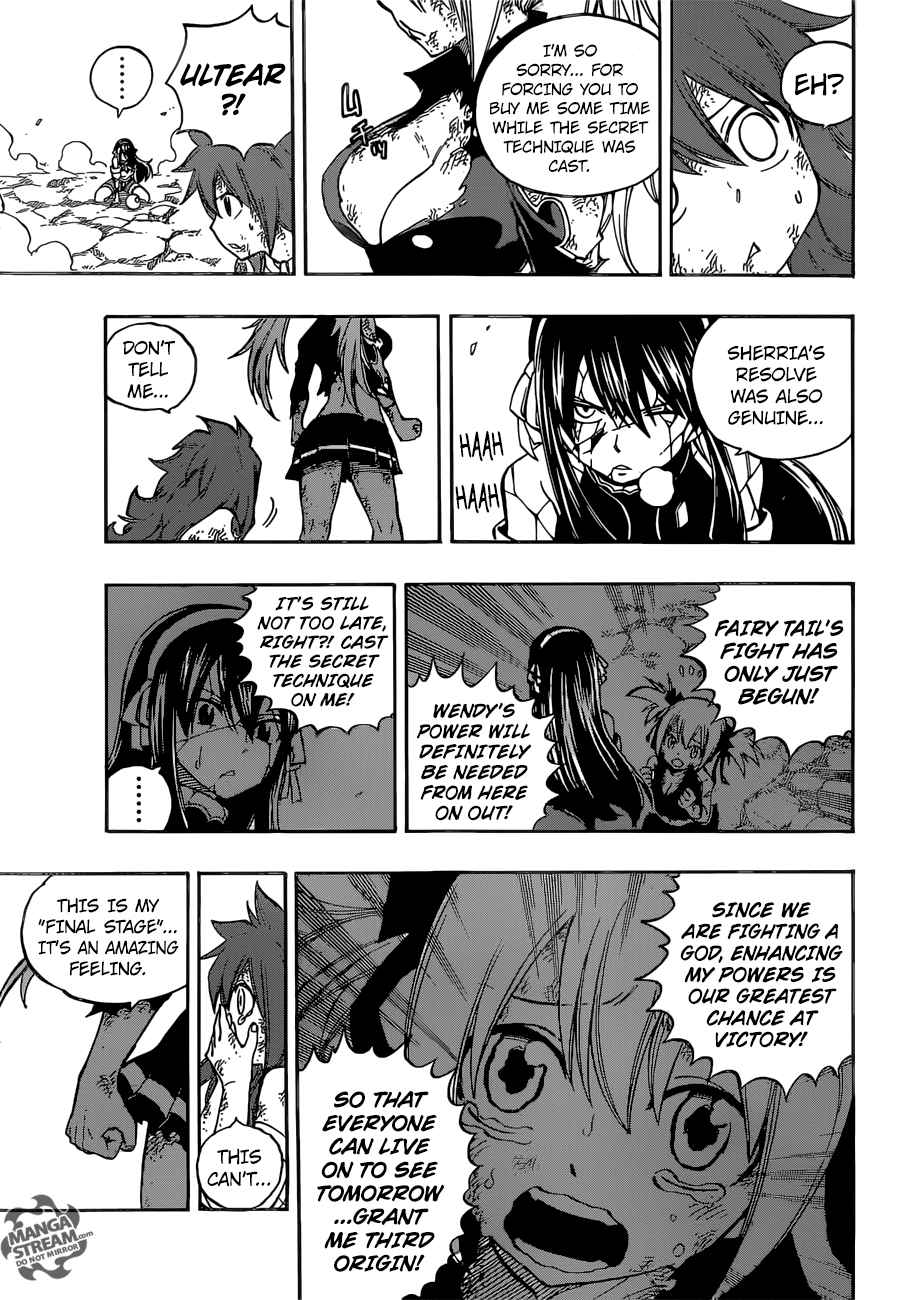 EH?
I'M SO
SORRY... FOR
FORCING YOU TO
BUY ME SOME TIME
WHILE THE SECRET
TECHNIQUE WAS
CAST.
ULTEAR
?!
......
SHERRIA'S
RESOLVE
WAS ALSO
GENUINE...
HAAH
HAAH
DON'T
TELL
ME...
FAIRY TAIL'S
FIGHT HAS
ONLY JUST
BEGUN!
WENDY'S
POWER WILL
DEFINITELY
BE NEEDED
FROM HERE
ON OUT!
IT'S STILL
NOT TOO LATE,
RIGHT?! CAST
THE SECRET
TECHNIQUE
ON ME!
......
SINCE WE
ARE FIGHTING A
GOD, ENHANCING
MY POWERS IS
OUR GREATEST
CHANCE AT
VICTORY!
SO THAT
EVERYONE
CAN LIVE
ON TO SEE
TOMORROW
...GRANT
ME THIRD
ORIGIN!
THIS
CAN'T...
THIS IS MY
"FINAL STAGE"...
IT'S AN AMAZING
FEELING.
MANGA
STREAM.com
DO NOT MIRROR